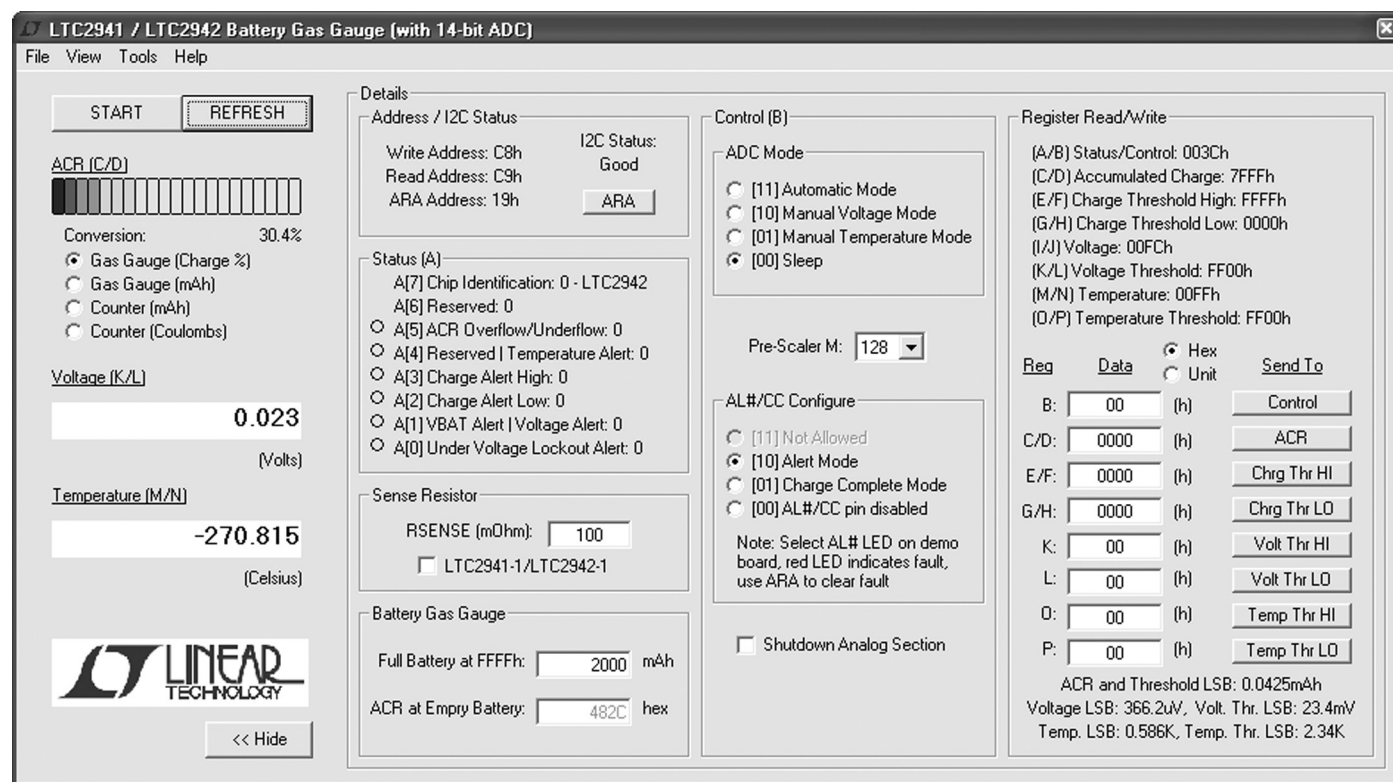 LTC2941 / LTC2942 Battery Gas Gauge (with 14-bit ADC)
File View Tools Help
START REFRESH
ACR (C/D)
Conversion: 30.4%
Gas Gauge (Charge %)
Gas Gauge (mAh)
Counter (mAh)
Counter (Coulombs)
Voltage (K/L)
0.023
(Volts)
Temperature (M/N)
-270.815
(Celsius)
LINEAR
TECHNOLOGY
<< Hide
Details
Address / I2C Status
Write Address: C8h
Read Address: C9h
ARA Address: 19h
I2C Status:
Good
ARA
Status (A)
A[7] Chip Identification: 0 - LTC2942
A[6] Reserved: 0
A[5] ACR Overflow/Underflow: 0
A[4] Reserved | Temperature Alert: 0
A[3] Charge Alert High: 0
A[2] Charge Alert Low: 0
A[1] VBAT Alert | Voltage Alert: 0
A[0] Under Voltage Lockout Alert: 0
Sense Resistor
RSENSE (mOhm): 100
LTC2941-1/LTC2942-1
Battery Gas Gauge
Full Battery at FFFFh: 2000 mAh
ACR at Empry Battery: 482C hex
Control (B)
ADC Mode
[11] Automatic Mode
[10] Manual Voltage Mode
[01] Manual Temperature Mode
[00] Sleep
Pre-Scaler M: 128
AL#/CC Configure
[11] Not Allowed
[10] Alert Mode
[01] Charge Complete Mode
[00] AL#/CC pin disabled
Note: Select AL# LED on demo
board, red LED indicates fault,
use ARA to clear fault
Shutdown Analog Section
Register Read/Write
(A/B) Status/Control: 003Ch
(C/D) Accumulated Charge: 7FFFh
(E/F) Charge Threshold High: FFFFh
(G/H) Charge Threshold Low: 0000h
(I/J) Voltage: 00FCh
(K/L) Voltage Threshold: FF00h
(M/N) Temperature: 00FFh
(O/P) Temperature Threshold: FF00h
Reg Data Hex Unit Send To
B: 00 (h) Control
C/D: 0000 (h) ACR
E/F: 0000 (h) Chrg Thr HI
G/H: 0000 (h) Chrg Thr LO
K: 00 (h) Volt Thr HI
L: 00 (h) Volt Thr LO
O: 00 (h) Temp Thr HI
P: 00 (h) Temp Thr LO
ACR and Threshold LSB: 0.0425mAh
Voltage LSB: 366.2uV, Volt. Thr. LSB: 23.4mV
Temp. LSB: 0.586K, Temp. Thr. LSB: 2.34K